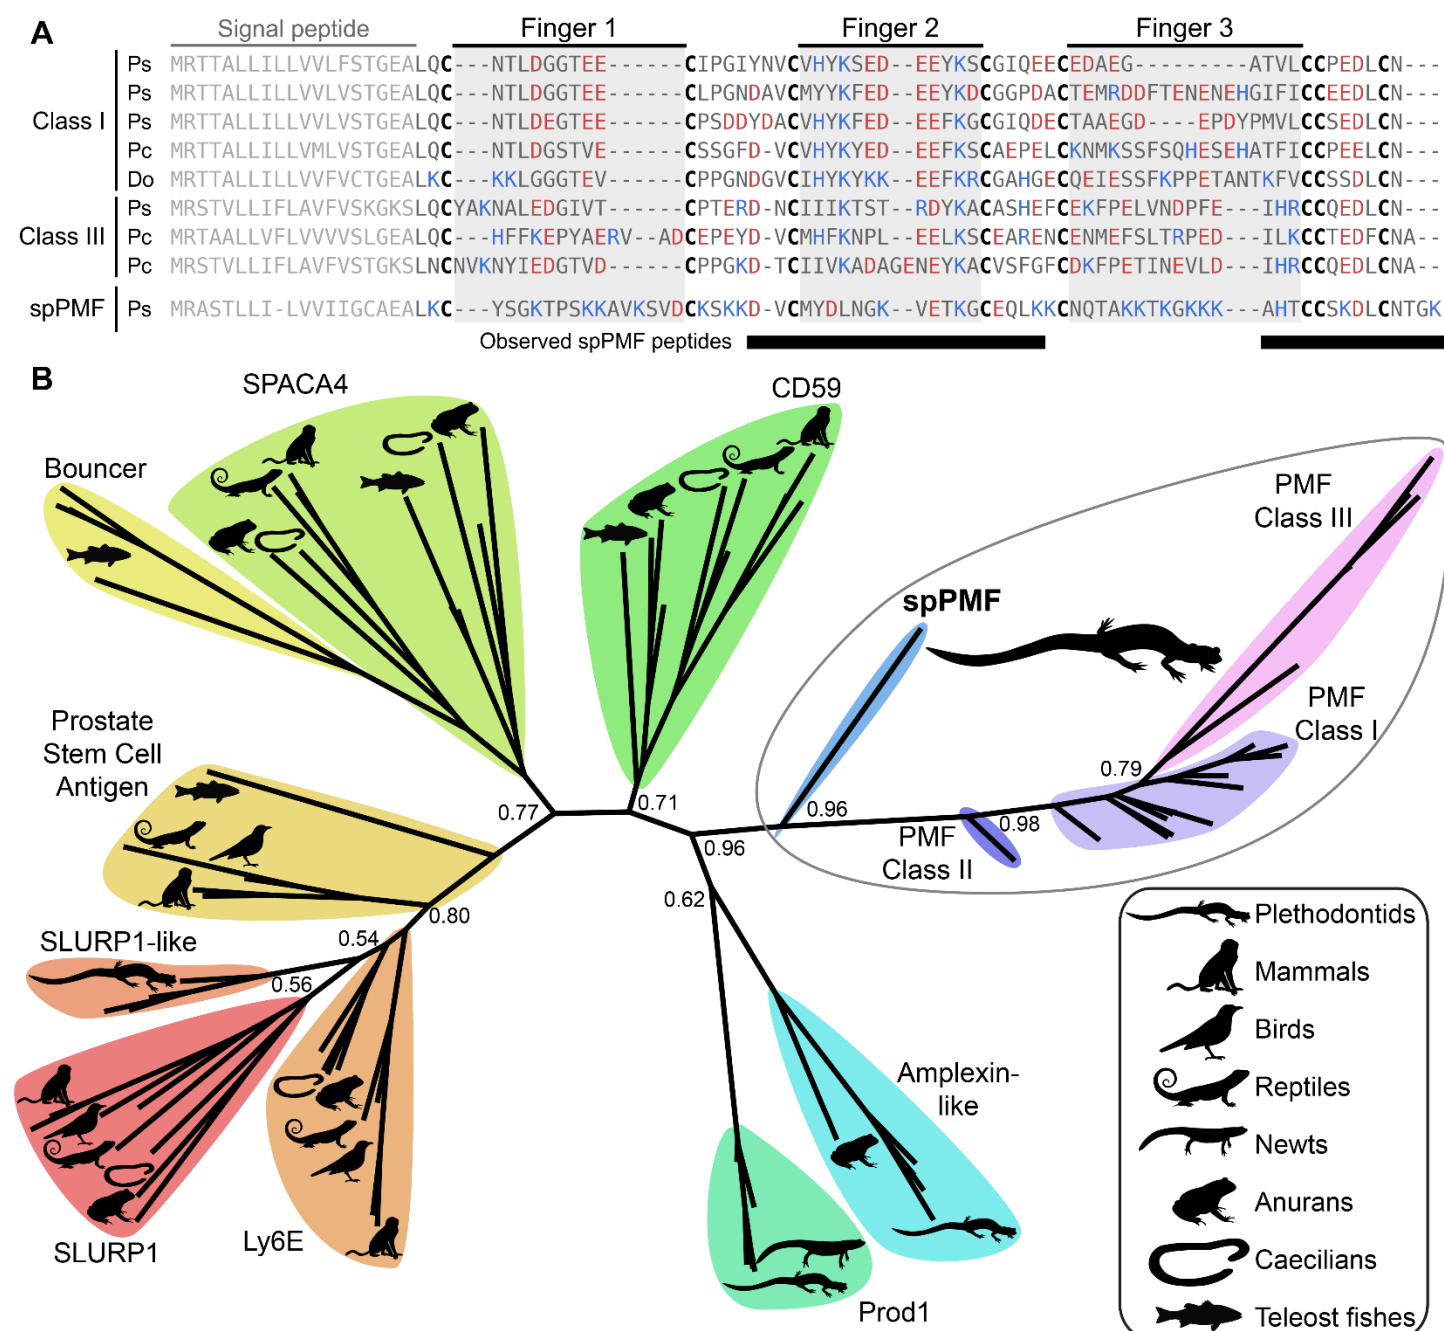 A
Signal peptide Finger 1 Finger 2 Finger 3
Class I
Ps MRTTALLILLVVLFSTGEALQC---NTLDGGTEE------CIPGIYNVCVHYKSED--EEYKSCGIQEECEDAEG---------ATVLCCPEDLCN---
Ps MRTTALLILLVVLVSTGEALQC---NTLDGGTEE------CLPGNDAVCMYYKFED--EEYKDCGGPDACTEMRDDFTENENEHGIFICCEEDLCN---
Ps MRTTALLILLVVLVSTGEALQC---NTLDEGTEE------CPSDDYDACVHYKFED--EEFKGCGIQDECTAAEGD----EPDYPMVLCCSEDLCN---
Pc MRTTALLILVMLVLVSTGEALQC---NTLDGSTVE------CSSGFD-VCVHYKYED--EEFKSCAEPELCKNMKSSFSQHESEHATFICCPEELCN---
Do MRTTALLILLVVFVCTGEALKC---KKLGGGTEV------CPPGNDGVCIHYKYKK--EEFKRCGAHGECQEIESSFKPPETANTKFVCCSSDLCN---
Class III
Ps MRSTVLLIFLAVFVSKGKSLQCYAKNALEDGIVT------CPTERD-NCIIIKTST--RDYKACASHEFCEKFPELVNDPFE---IHRCCQEDLCN---
Pc MRTAALLVFLVGSVLSGEALKC---HFFKEPYAERV--ADCEPEYD-VCMHFKNPL--EELKSCEARENCENMEFSLTRPED---ILKCCTEDFCNA--
Pc MRSTVLLIFLAVFVSTGKSLNCNVKNYIEDGTVD------CPPGKD-TCIIVKADAGENEYKACVSFGFCDKFPETINEVLD---IHRCCQEDLCNA--
spPMF
Ps MRASTLLI-LVVIIGCAEALKC---YSGKTPSKKAVKSVDCKSKKD-VCMYDLNGK--VETKGCEQLKKCNQTAKKTKGKKK---AHTCCSKDLCNTGK
Observed spPMF peptides
B
SPACA4
CD59
Bouncer
PMF
Class III
spPMF
Prostate
Stem Cell
Antigen
PMF
Class I
0.79
0.77
0.71
0.96
0.98
0.96
PMF
Class II
0.62
0.80
0.54
SLURP1-like
0.56
Amplexin-
like
SLURP1
Ly6E
Prod1
Plethodontids
Mammals
Birds
Reptiles
Newts
Anurans
Caecilians
Teleost fishes